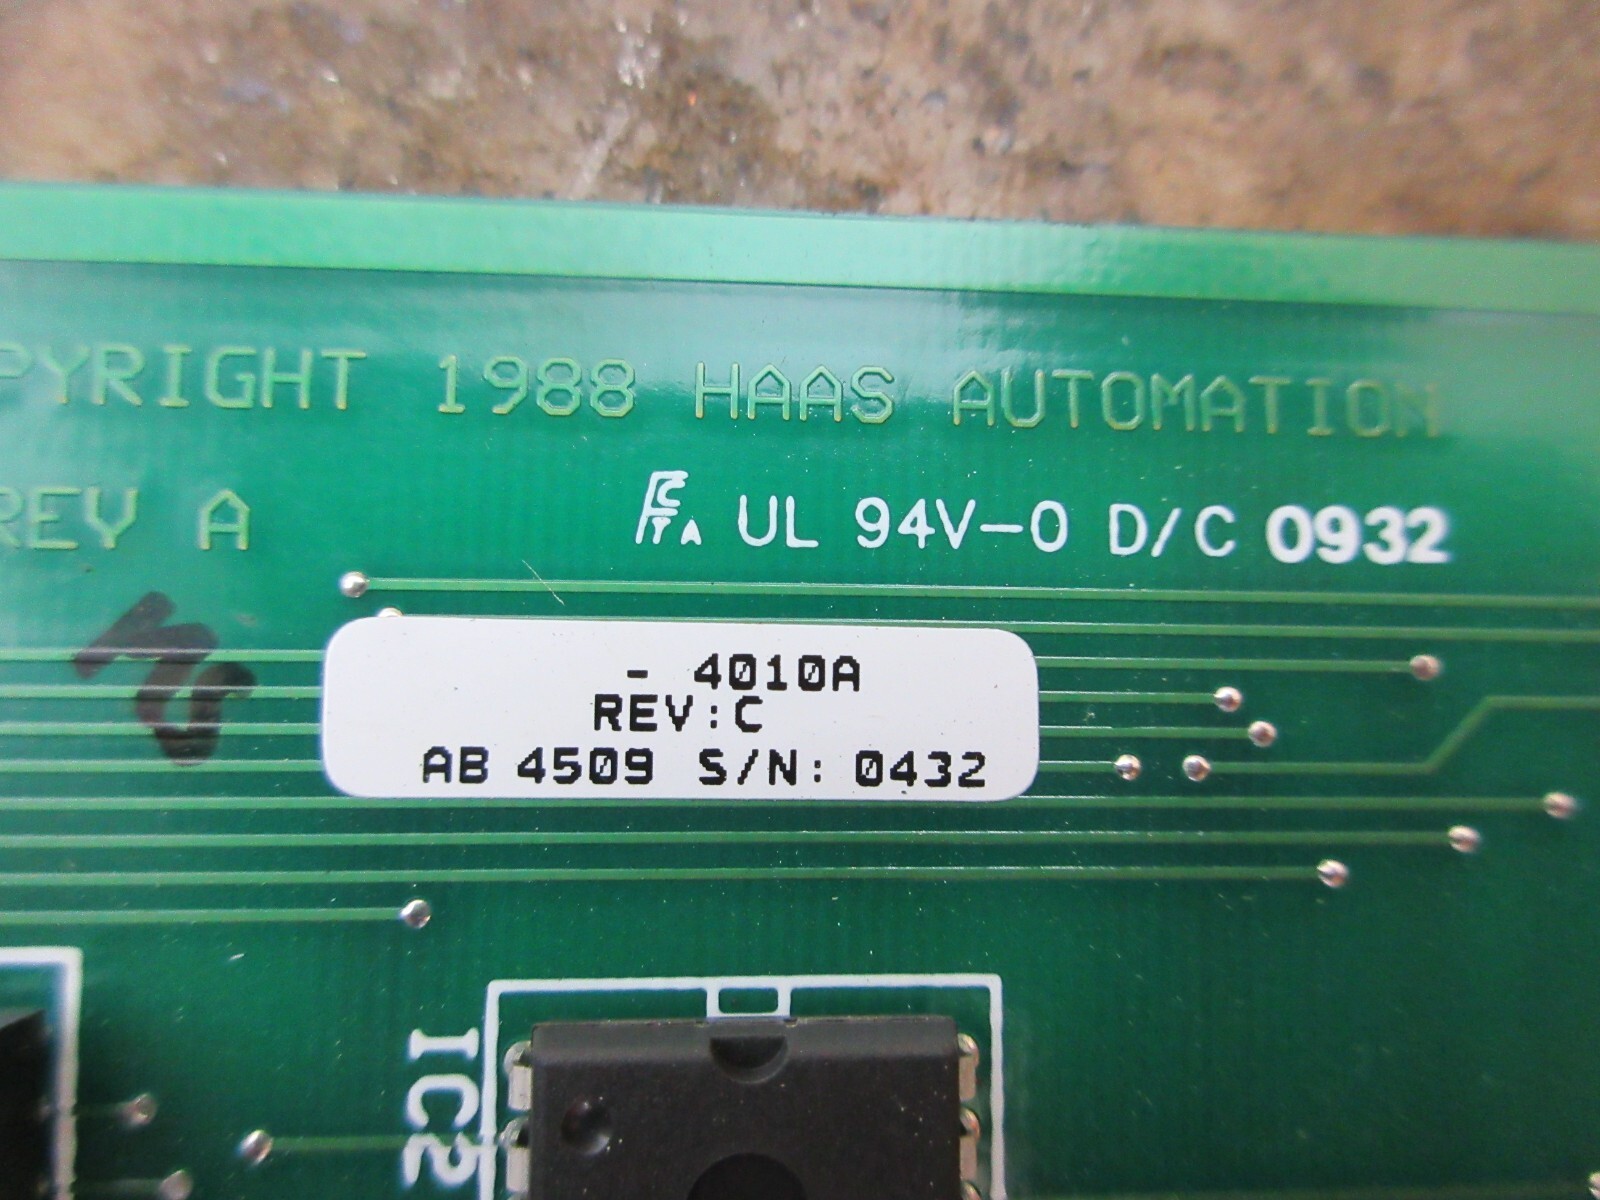 PYRIGHT 1988 HAAS AUTOMATION
REV A
UL 94V-0 D/C 0932
- 4010A
REV:C
AB 4509 S/N: 0432
IC2